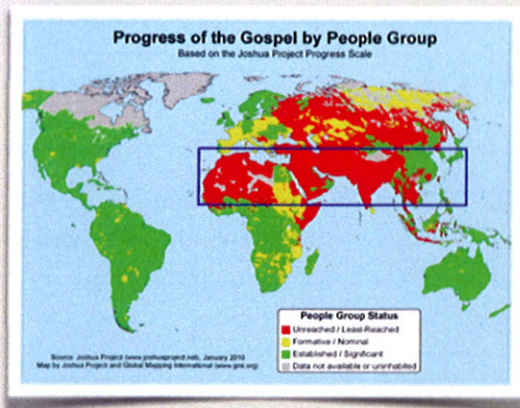 Progress of the Gospel by People Group
Based on the Joshua Project Progress Scale
People Group Status
Unreached / Least-Reached
Formative / Nominal
Established / Significant
Data not available or uninhabited
Source: Joshua Project (www.joshuaproject.net), January 2010
Map by Joshua Project and Global Mapping International (www.gmi.org)